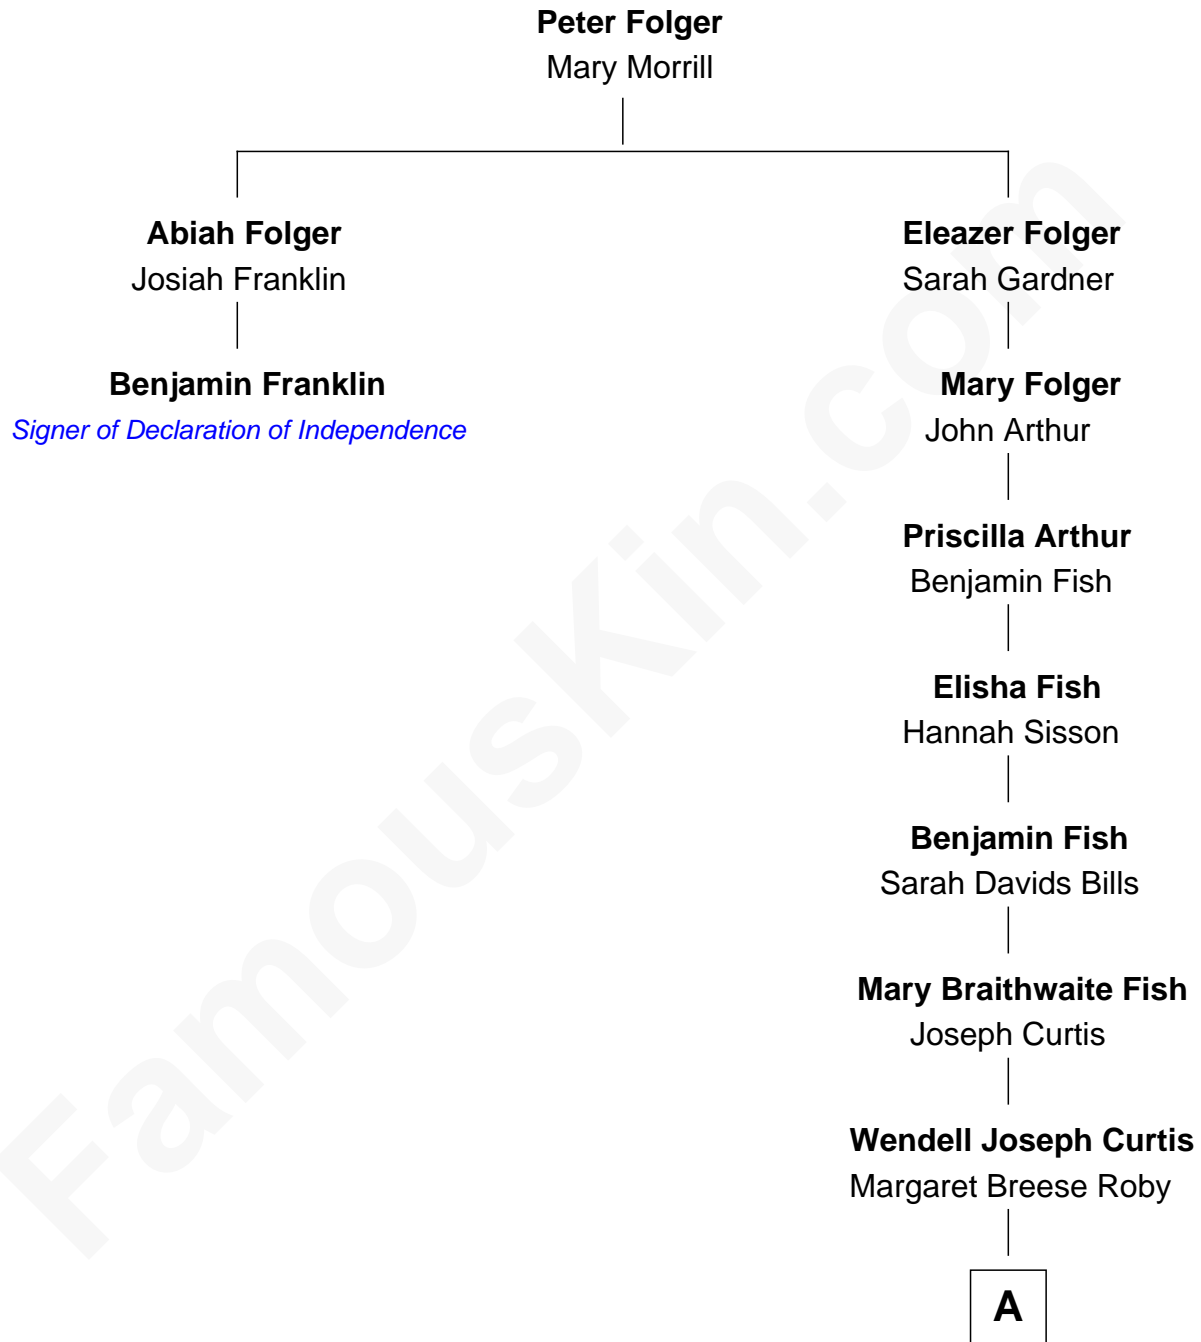 Peter Folger
Mary Morrill
Abiah Folger
Josiah Franklin
Eleazer Folger
Sarah Gardner
Benjamin Franklin
Signer of Declaration of Independence
Mary Folger
John Arthur
Priscilla Arthur
Benjamin Fish
Elisha Fish
Hannah Sisson
Benjamin Fish
Sarah Davids Bills
Mary Braithwaite Fish
Joseph Curtis
Wendell Joseph Curtis
Margaret Breese Roby
A
FamousKin.com